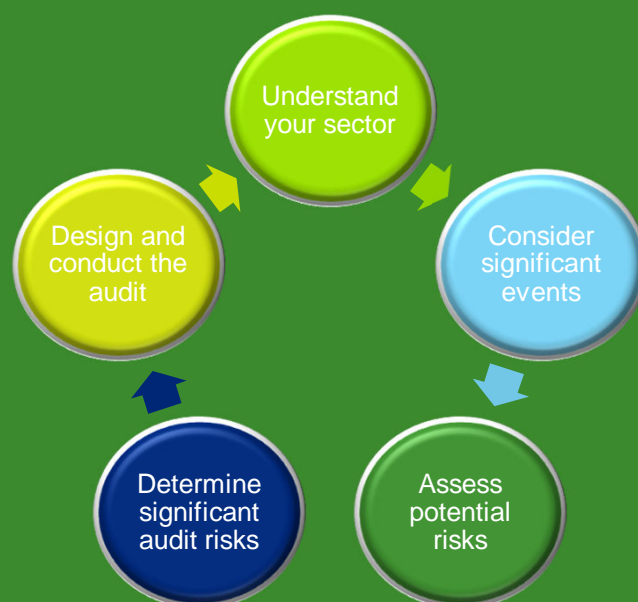 Understand
your sector
Consider
significant
events
Assess
potential
risks
Determine
significant
audit risks
Design and
conduct the
audit